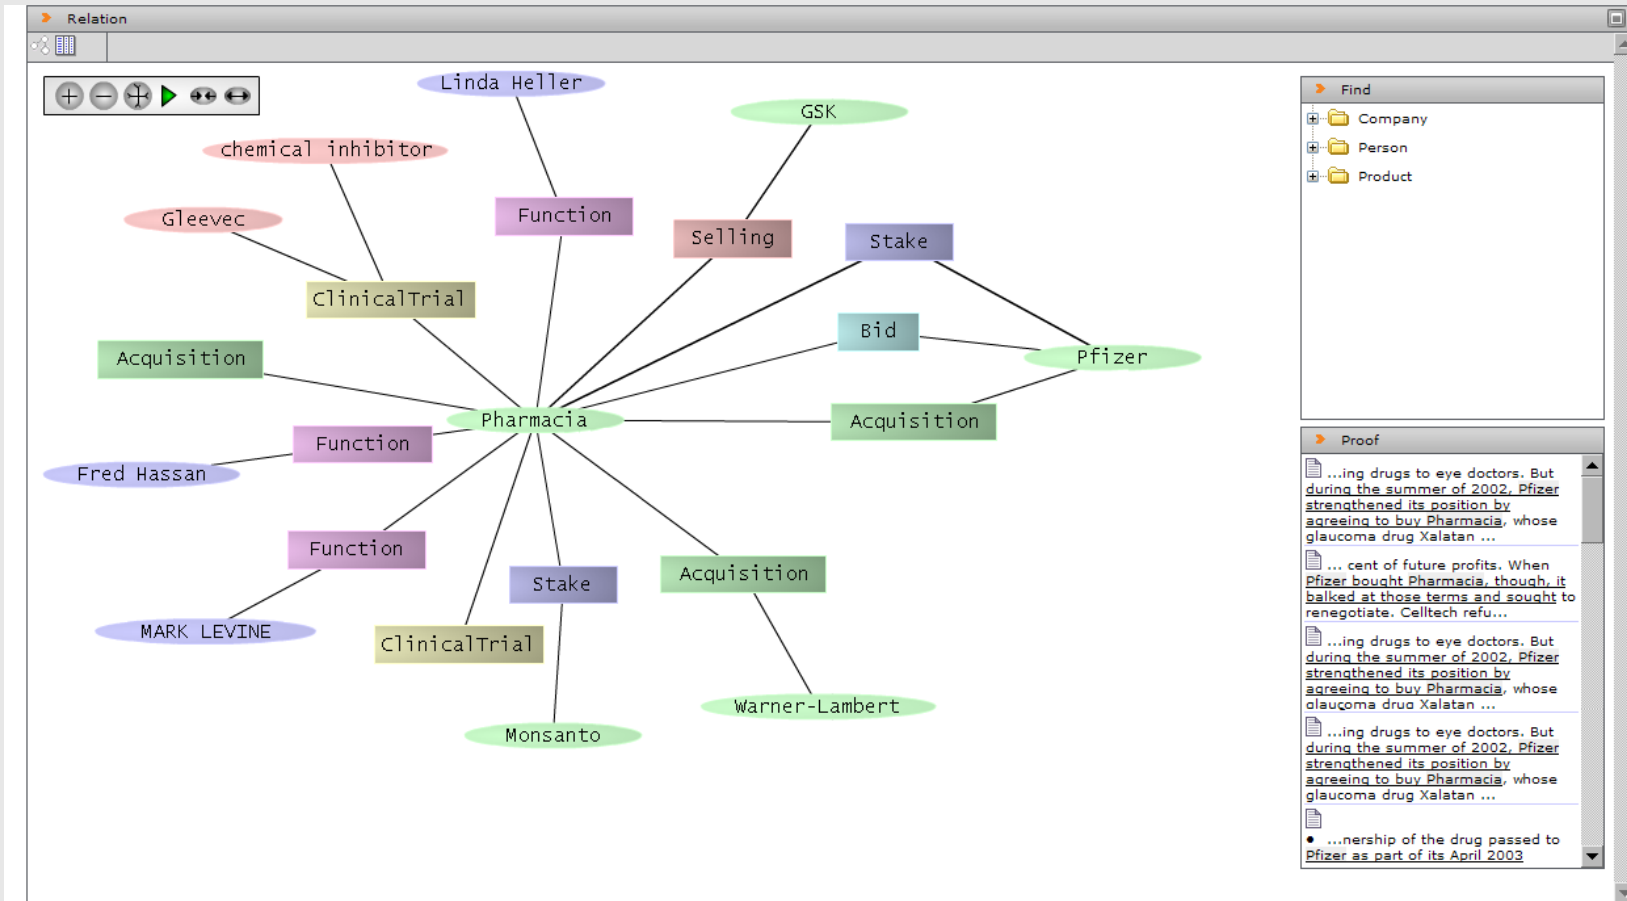 Relation
Linda Heller
GSK
chemical inhibitor
Gleevec
Function
Selling
Stake
ClinicalTrial
Bid
Pfizer
Acquisition
Pharmacia
Acquisition
Function
Fred Hassan
Function
Stake
Acquisition
MARK LEVINE
ClinicalTrial
Warner-Lambert
Monsanto
Find
Company
Person
Product
Proof
...ing drugs to eye doctors. But
during the summer of 2002, Pfizer
strengthened its position by
agreeing to buy Pharmacia, whose
glaucoma drug Xalatan ...
... cent of future profits. When
Pfizer bought Pharmacia, though, it
balked at those terms and sought to
renegotiate. Celltech refu...
...ing drugs to eye doctors. But
during the summer of 2002, Pfizer
strengthened its position by
agreeing to buy Pharmacia, whose
glaucoma drug Xalatan ...
...ing drugs to eye doctors. But
during the summer of 2002, Pfizer
strengthened its position by
agreeing to buy Pharmacia, whose
glaucoma drug Xalatan ...
• ...nership of the drug passed to
Pfizer as part of its April 2003